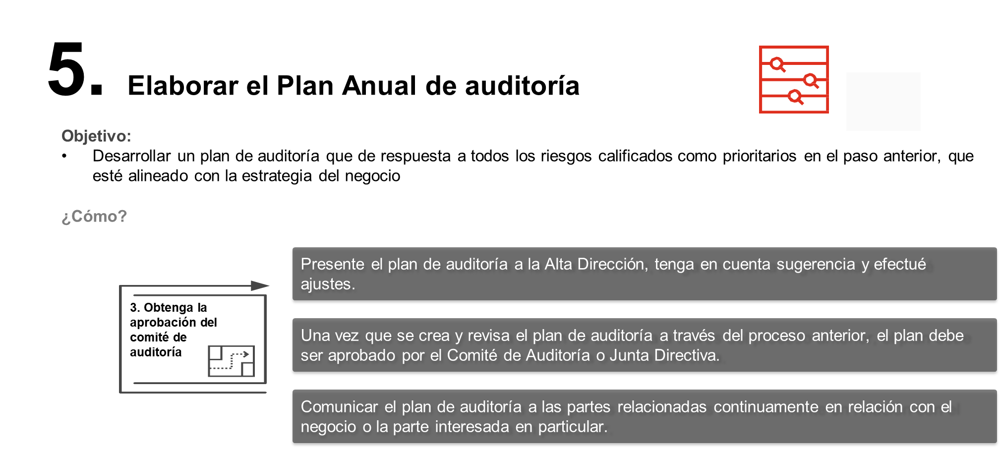 5. Elaborar el Plan Anual de auditoría
Objetivo:
• Desarrollar un plan de auditoría que de respuesta a todos los riesgos calificados como prioritarios en el paso anterior, que
esté alineado con la estrategia del negocio
¿Cómo?
3. Obtenga la
aprobación del
comité de
auditoría
Presente el plan de auditoría a la Alta Dirección, tenga en cuenta sugerencia y efectué
ajustes.
Una vez que se crea y revisa el plan de auditoría a través del proceso anterior, el plan debe
ser aprobado por el Comité de Auditoría o Junta Directiva.
Comunicar el plan de auditoría a las partes relacionadas continuamente en relación con el
negocio o la parte interesada en particular.